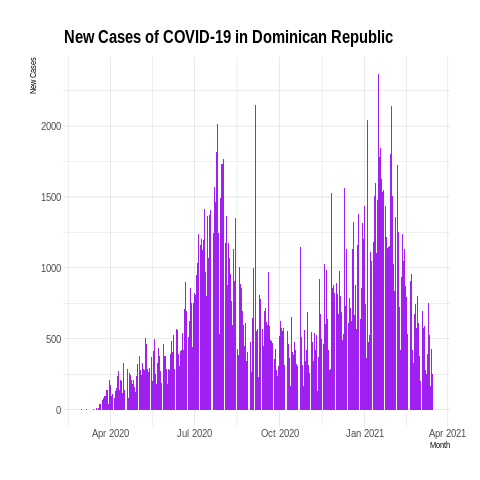 New Cases of COVID-19 in Dominican Republic
New Cases
2000
1500
1000
500
0
Apr 2020 Jul 2020 Oct 2020 Jan 2021 Apr 2021
Month